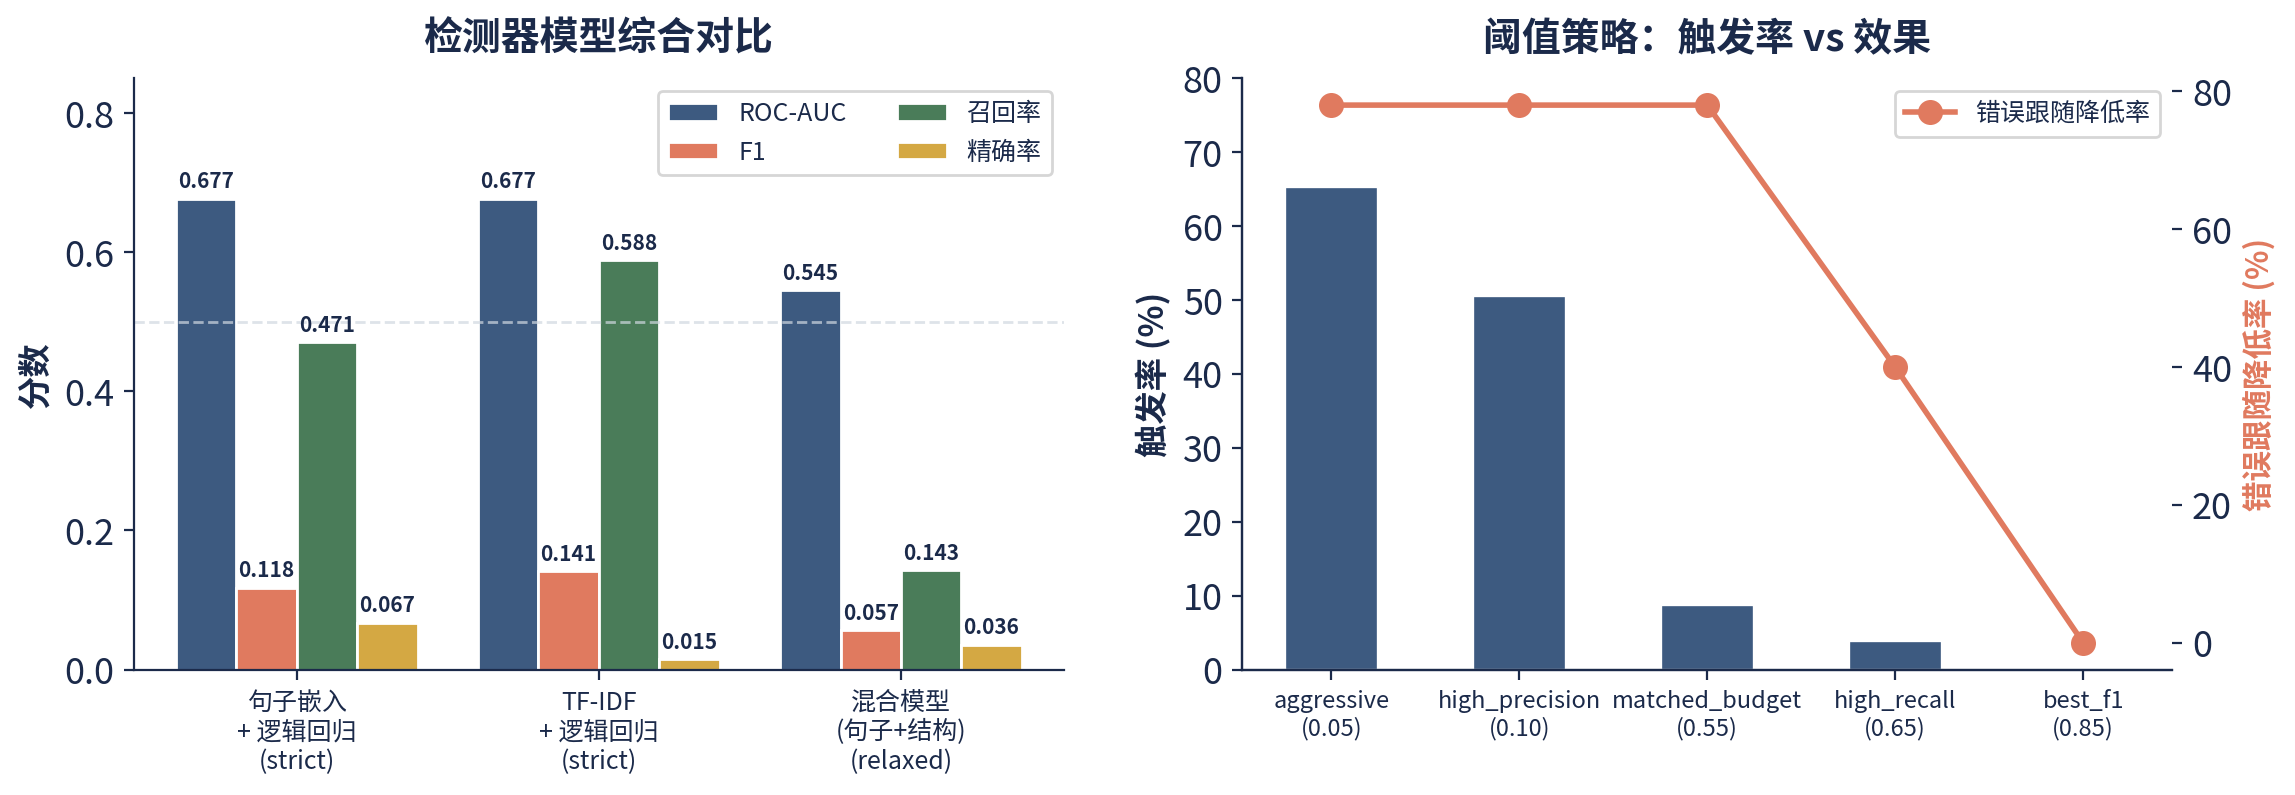 检测器模型综合对比
分数
0.8
0.6
0.4
0.2
0.0
ROC-AUC
F1
召回率
精确率
0.677
0.118
0.471
0.067
0.677
0.141
0.588
0.015
0.545
0.057
0.143
0.036
句子嵌入
+ 逻辑回归
(strict)
TF-IDF
+ 逻辑回归
(strict)
混合模型
(句子+结构)
(relaxed)
阈值策略：触发率 vs 效果
触发率 (%)
80
70
60
50
40
30
20
10
0
错误跟随降低率
80
60
40
20
0
错误跟随降低率 (%)
aggressive
(0.05)
high_precision
(0.10)
matched_budget
(0.55)
high_recall
(0.65)
best_f1
(0.85)